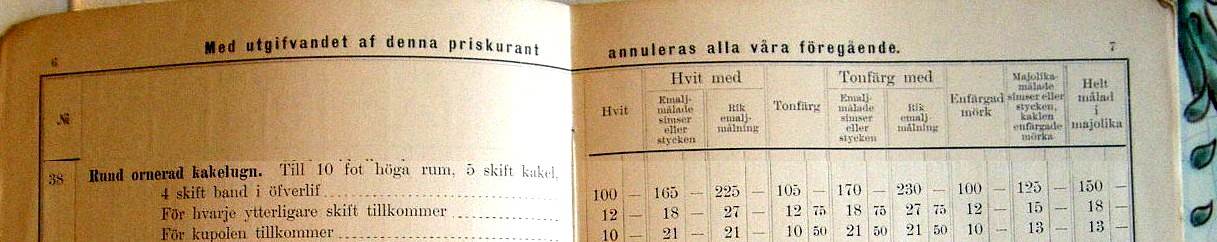 6
Med utgifvandet af denna priskurant
annuleras alla våra föregående.
7
№
Hvit
Hvit med
Emalj-
målade
simser
eller
stycken
Rik
emalj-
målning
Tonfärg
Tonfärg med
Emalj-
målade
simser
eller
stycken
Rik
emalj-
målning
Enfärgad
mörk
Majolika-
målade
simser eller
stycken,
kaklen
enfärgade
mörka
Helt
målad
i
majolika
38 Rund ornerad kakelugn. Till 10 fot höga rum, 5 skift kakel,
4 skift band i öfverlif 100 — 165 — 225 — 105 — 170 — 230 — 100 — 125 — 150 —
För hvarje ytterligare skift tillkommer 12 — 18 — 27 — 12 75 18 75 27 75 12 — 15 — 18 —
För kupolen tillkommer 10 — 21 — 21 — 10 50 21 50 21 50 10 — 13 — 13 —